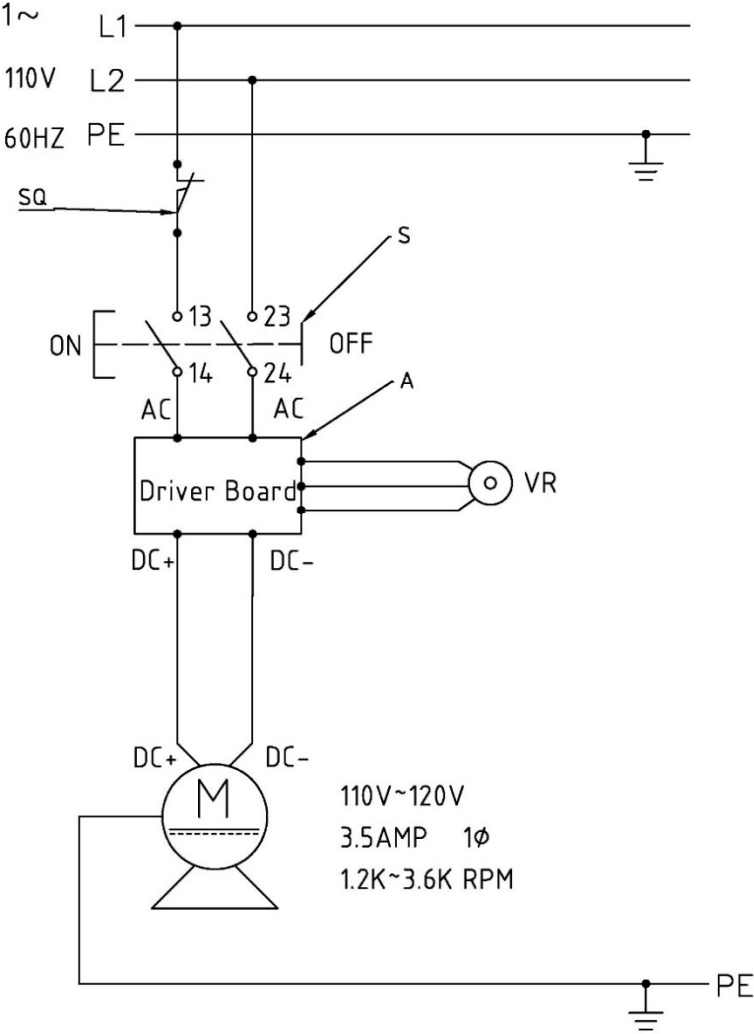 1~ L1
110V L2
60HZ PE
SQ
S
13 23
ON OFF
14 24
A
AC AC
Driver Board
VR
DC+ DC-
DC+ DC-
M
110V~120V
3.5AMP 1Ø
1.2K~3.6K RPM
PE